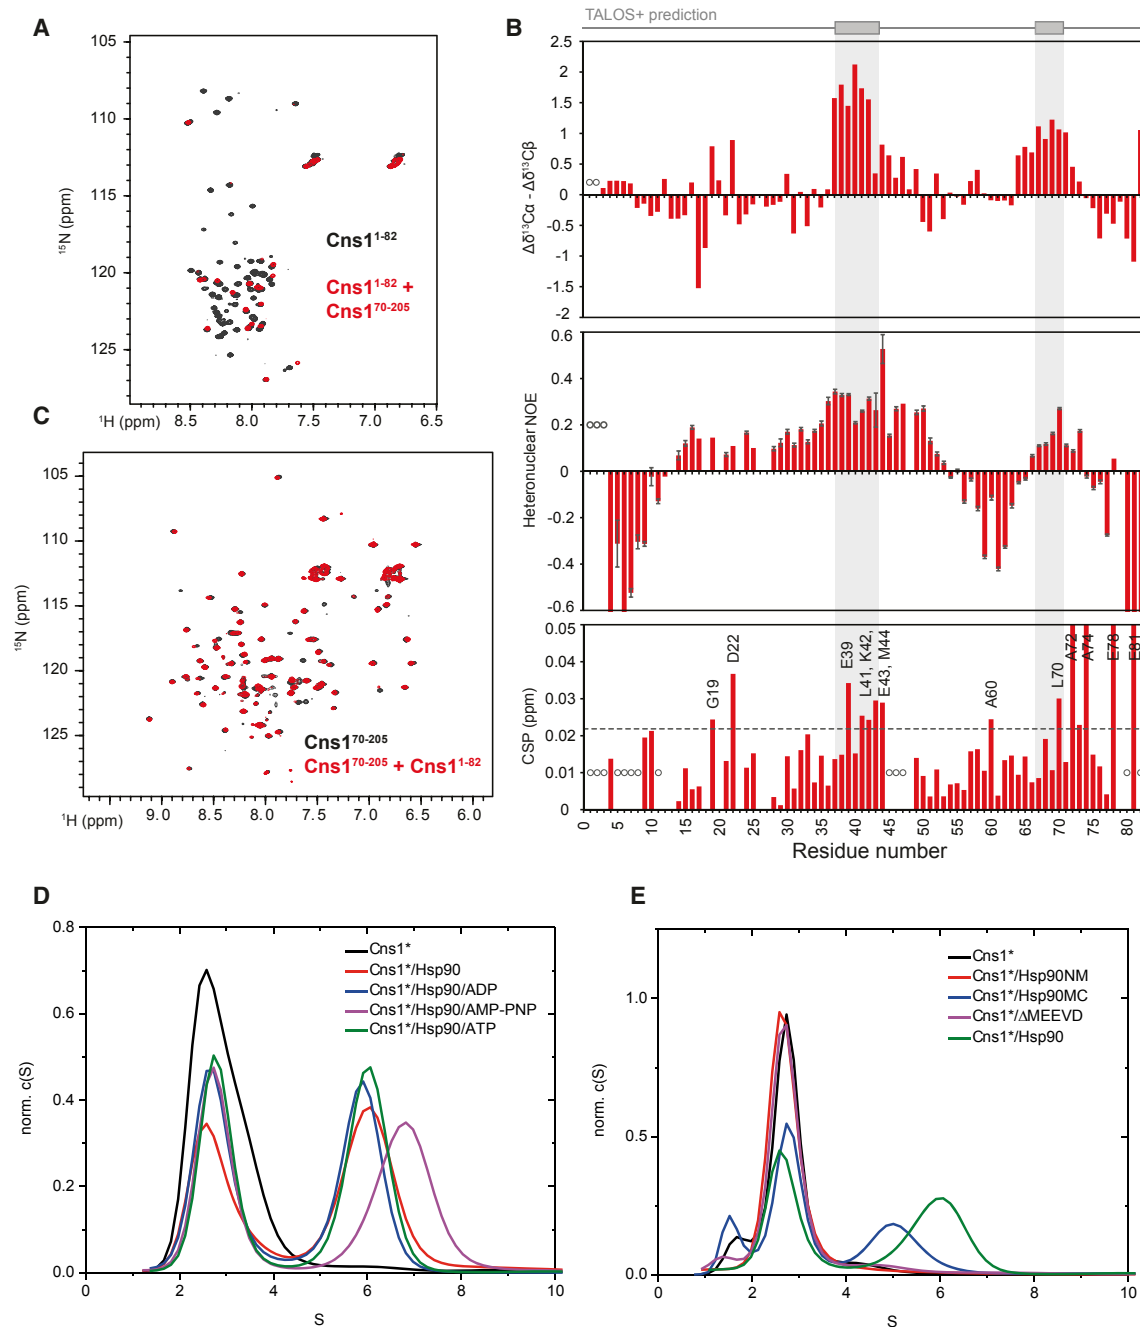 A
105
110
115
120
125
15N (ppm)
Cns1 1-82
Cns1 1-82 +
Cns1 70-205
1H (ppm)
8.5
8.0
7.5
7.0
6.5
B
TALOS+ prediction
2.5
2
1.5
1
0.5
0
-0.5
-1
-1.5
-2
Δδ13Cα - Δδ13Cβ
0.6
0.4
0.2
0
-0.2
-0.4
-0.6
Heteronuclear NOE
0.05
0.04
0.03
0.02
0.01
0
CSP (ppm)
G19
D22
E39
L41, K42,
E43, M44
A60
L70
A72
A74
E78
E81
0
5
10
15
20
25
30
35
40
45
50
55
60
65
70
75
80
Residue number
C
105
110
115
120
125
15N (ppm)
Cns1 70-205
Cns1 70-205 + Cns1 1-82
1H (ppm)
9.0
8.5
8.0
7.5
7.0
6.5
6.0
D
0.8
0.6
0.4
0.2
0.0
norm. c(S)
Cns1*
Cns1*/Hsp90
Cns1*/Hsp90/ADP
Cns1*/Hsp90/AMP-PNP
Cns1*/Hsp90/ATP
0
2
4
6
8
10
S
E
1.0
0.5
0.0
norm. c(S)
Cns1*
Cns1*/Hsp90NM
Cns1*/Hsp90MC
Cns1*/ΔMEEVD
Cns1*/Hsp90
0
2
4
6
8
10
S